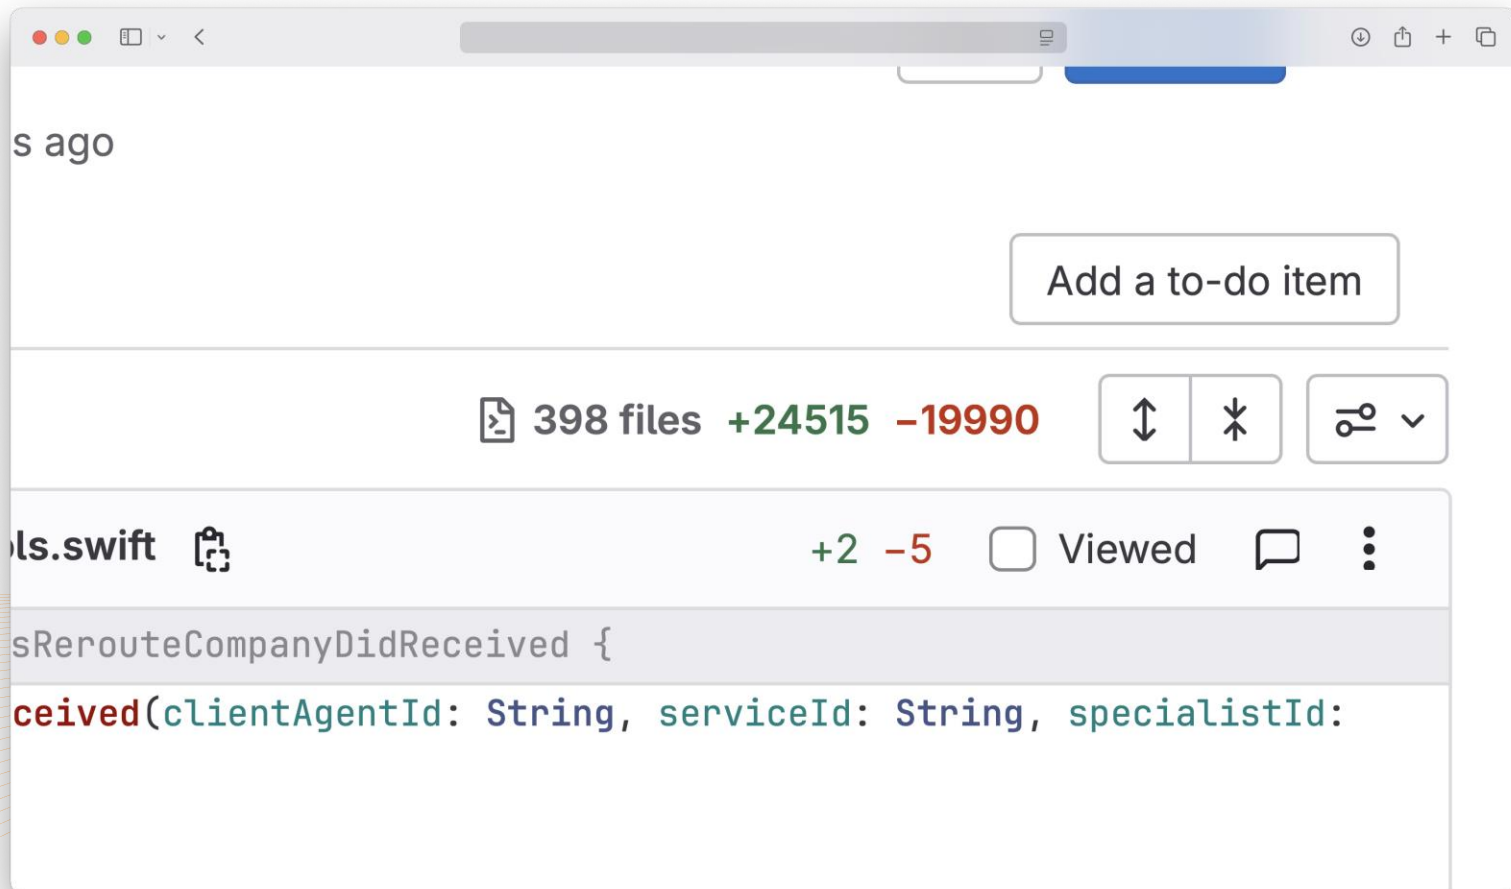 s ago
Add a to-do item
398 files +24515 −19990
ls.swift +2 −5 Viewed
sRerouteCompanyDidReceived {
ceived(clientAgentId: String, serviceId: String, specialistId: